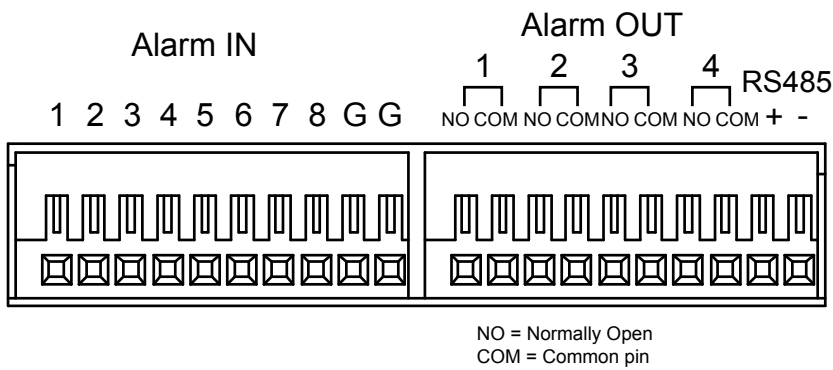 Alarm IN
1 2 3 4 5 6 7 8 G G
Alarm OUT
1 2 3 4
RS485
NO COM NO COM NO COM NO COM + -
NO = Normally Open
COM = Common pin